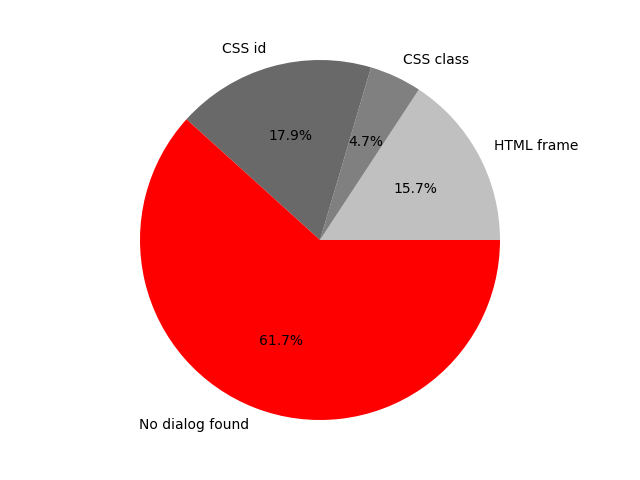 CSS id
CSS class
17.9%
4.7%
HTML frame
15.7%
61.7%
No dialog found